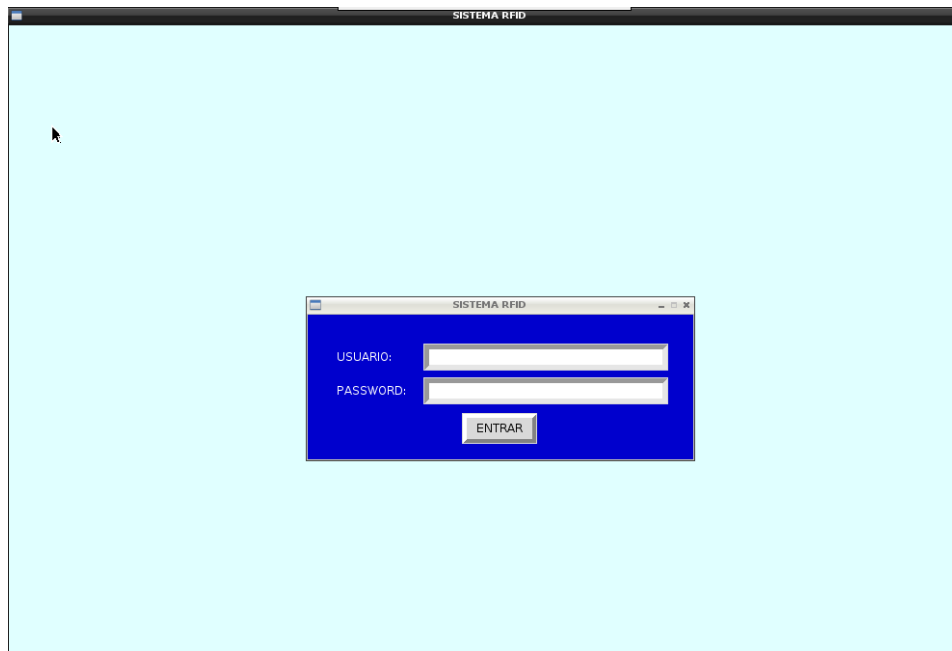 SISTEMA RFID
SISTEMA RFID
USUARIO:
PASSWORD:
ENTRAR